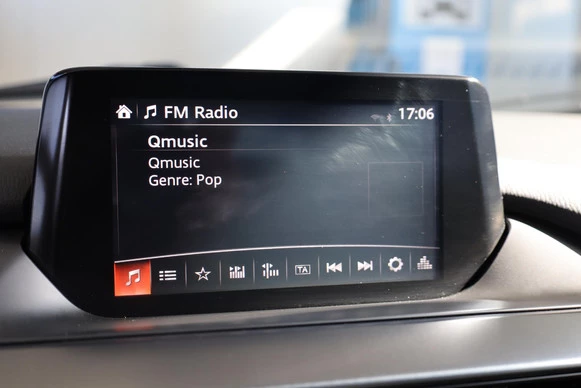 FM Radio 17:06
Qmusic
Qmusic
Genre: Pop
TA